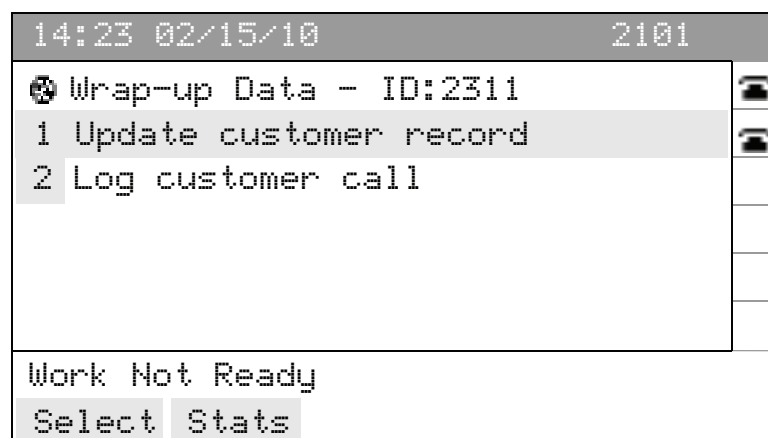 14:23 02/15/10 2101
Wrap-up Data - ID:2311
1 Update customer record
2 Log customer call
Work Not Ready
Select Stats